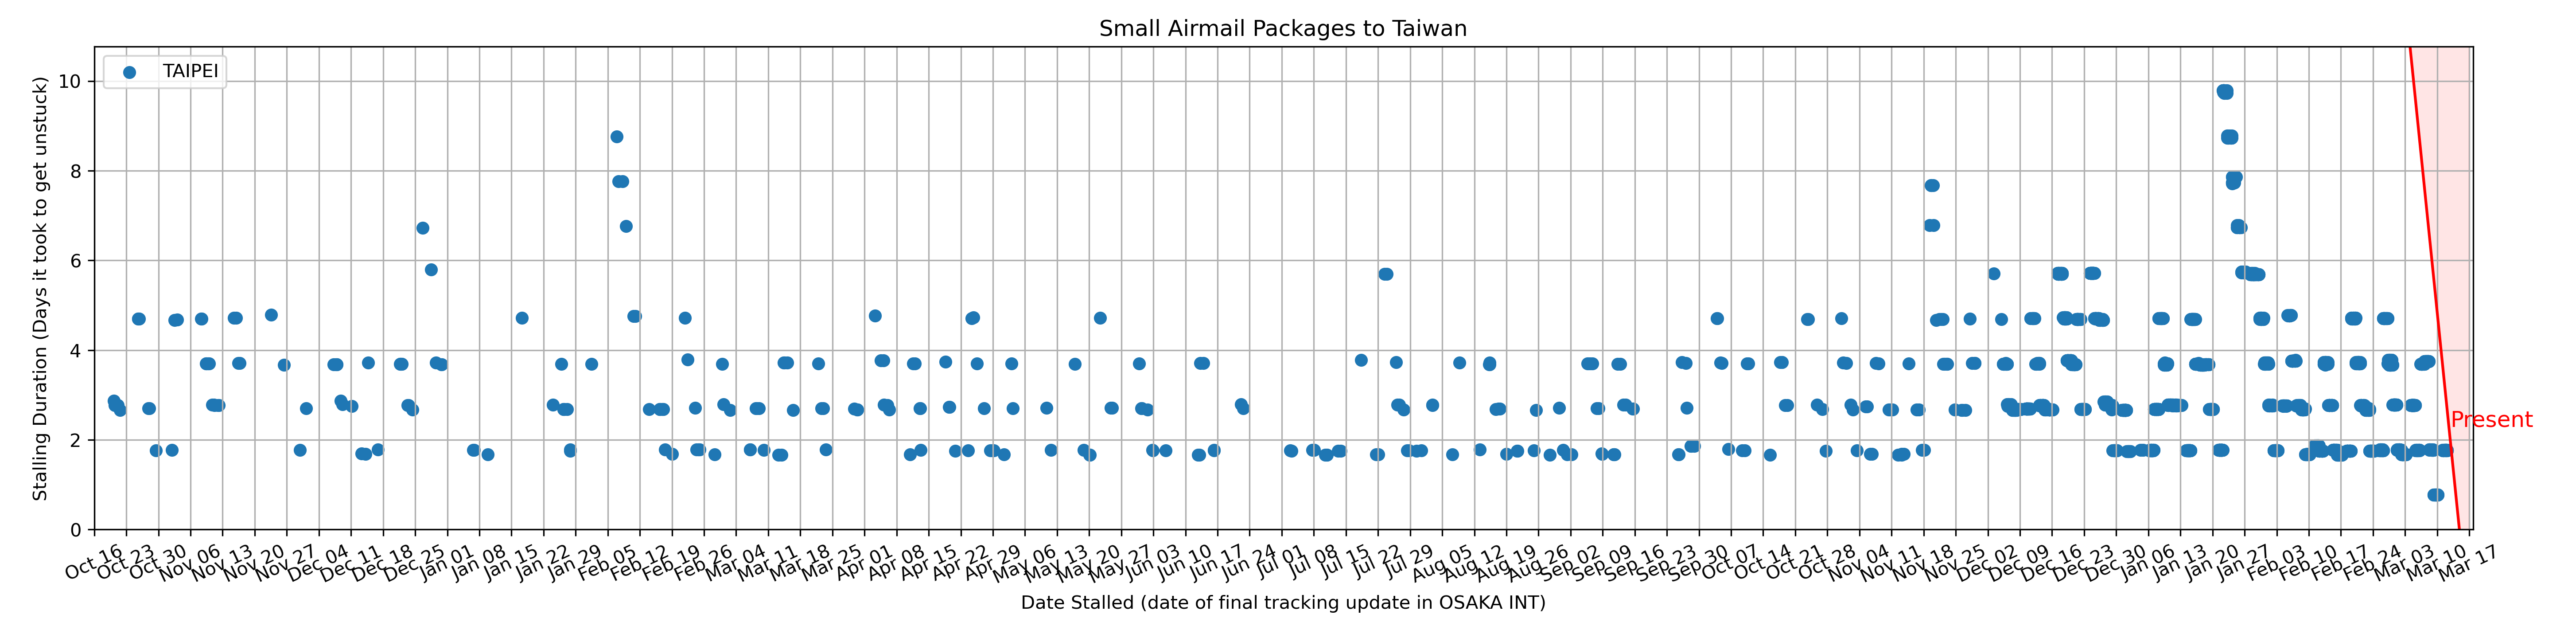 Small Airmail Packages to Taiwan
TAIPEI
Stalling Duration (Days it took to get unstuck)
10
8
6
4
2
0
Present
Oct 16
Oct 23
Oct 30
Nov 06
Nov 13
Nov 20
Nov 27
Dec 04
Dec 11
Dec 18
Dec 25
Jan 01
Jan 08
Jan 15
Jan 22
Jan 29
Feb 05
Feb 12
Feb 19
Feb 26
Mar 04
Mar 11
Mar 18
Mar 25
Apr 01
Apr 08
Apr 15
Apr 22
Apr 29
May 06
May 13
May 20
May 27
Jun 03
Jun 10
Jun 17
Jun 24
Jul 01
Jul 08
Jul 15
Jul 22
Jul 29
Aug 05
Aug 12
Aug 19
Aug 26
Sep 02
Sep 09
Sep 16
Sep 23
Sep 30
Oct 07
Oct 14
Oct 21
Oct 28
Nov 04
Nov 11
Nov 18
Nov 25
Dec 02
Dec 09
Dec 16
Dec 23
Dec 30
Jan 06
Jan 13
Jan 20
Jan 27
Feb 03
Feb 10
Feb 17
Feb 24
Mar 03
Mar 10
Mar 17
Date Stalled (date of final tracking update in OSAKA INT)